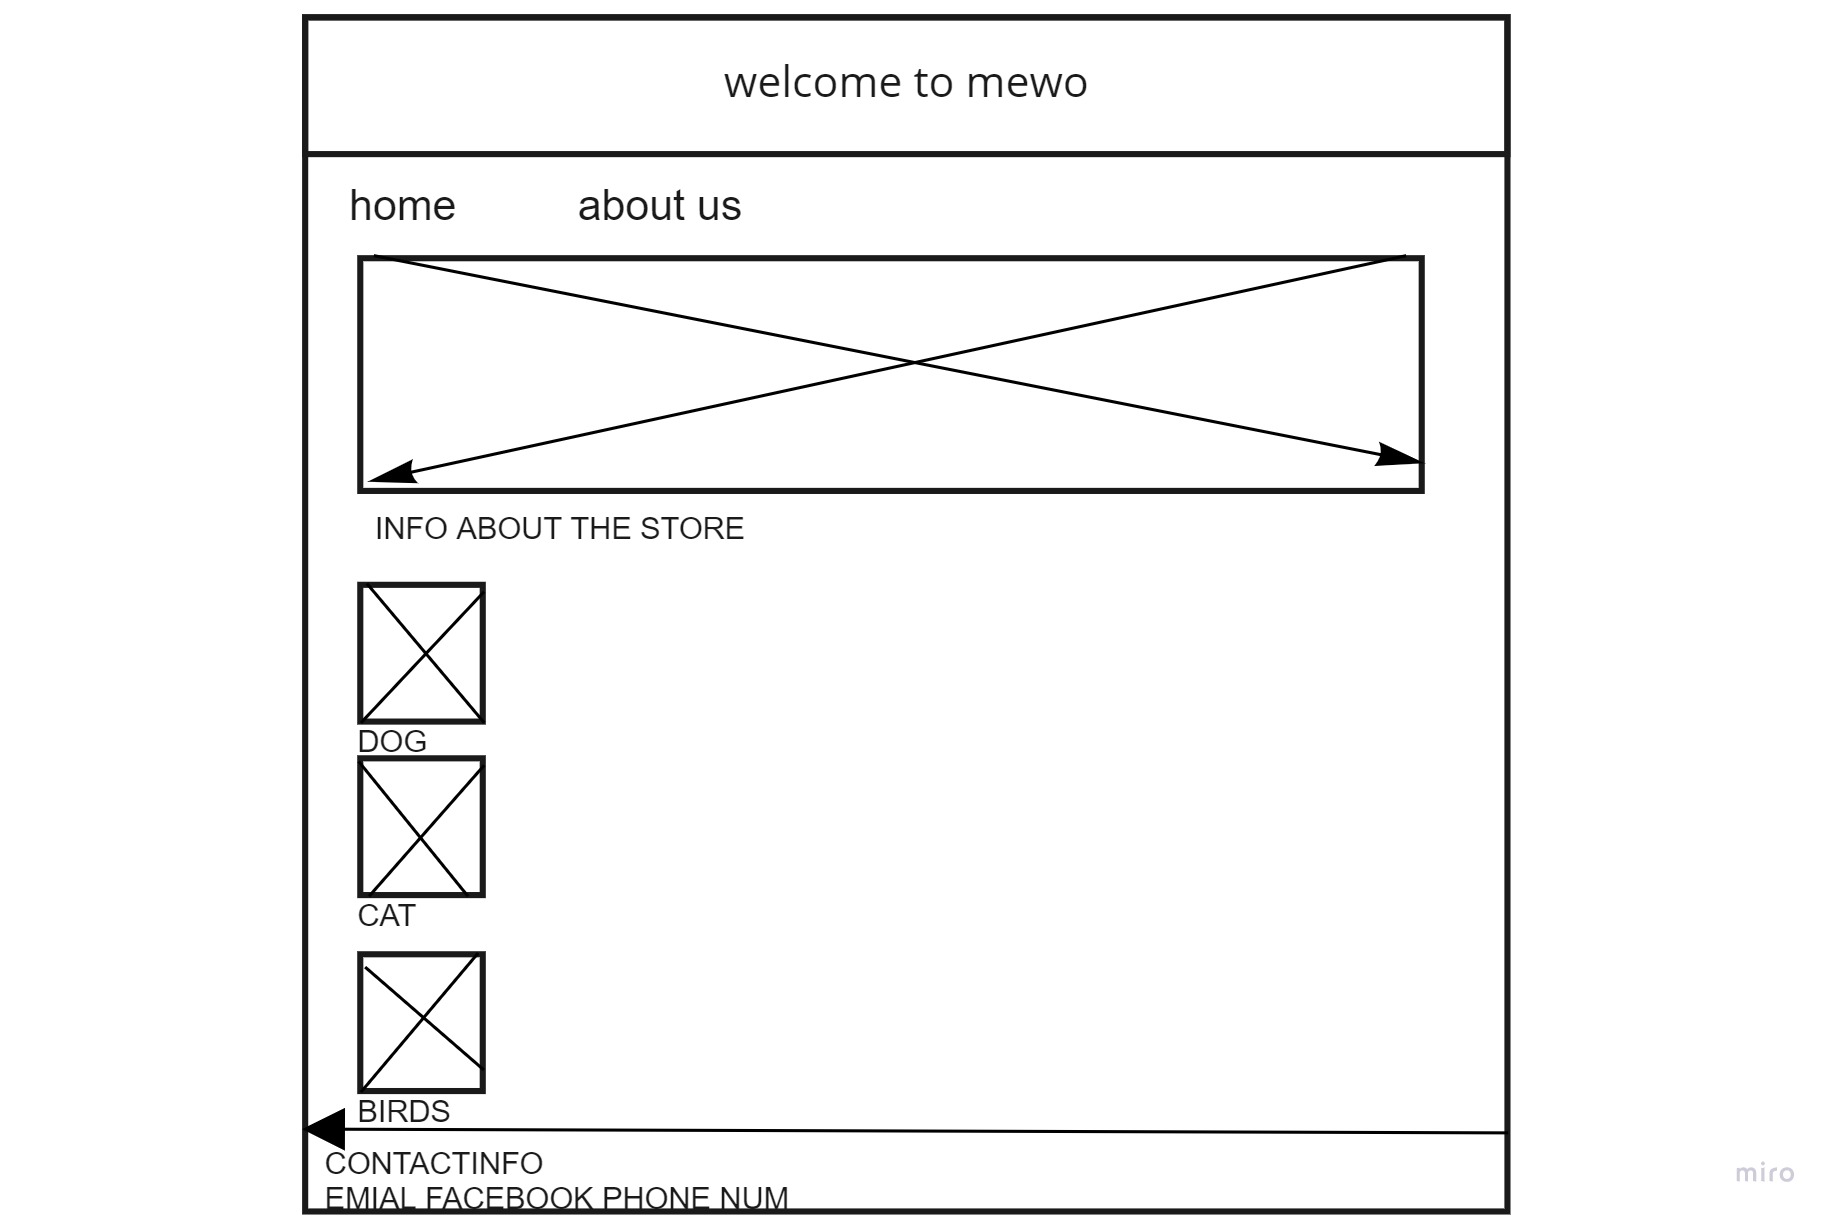 welcome to mewo
home about us
INFO ABOUT THE STORE
DOG
CAT
BIRDS
CONTACTINFO
EMIAL FACEBOOK PHONE NUM
miro